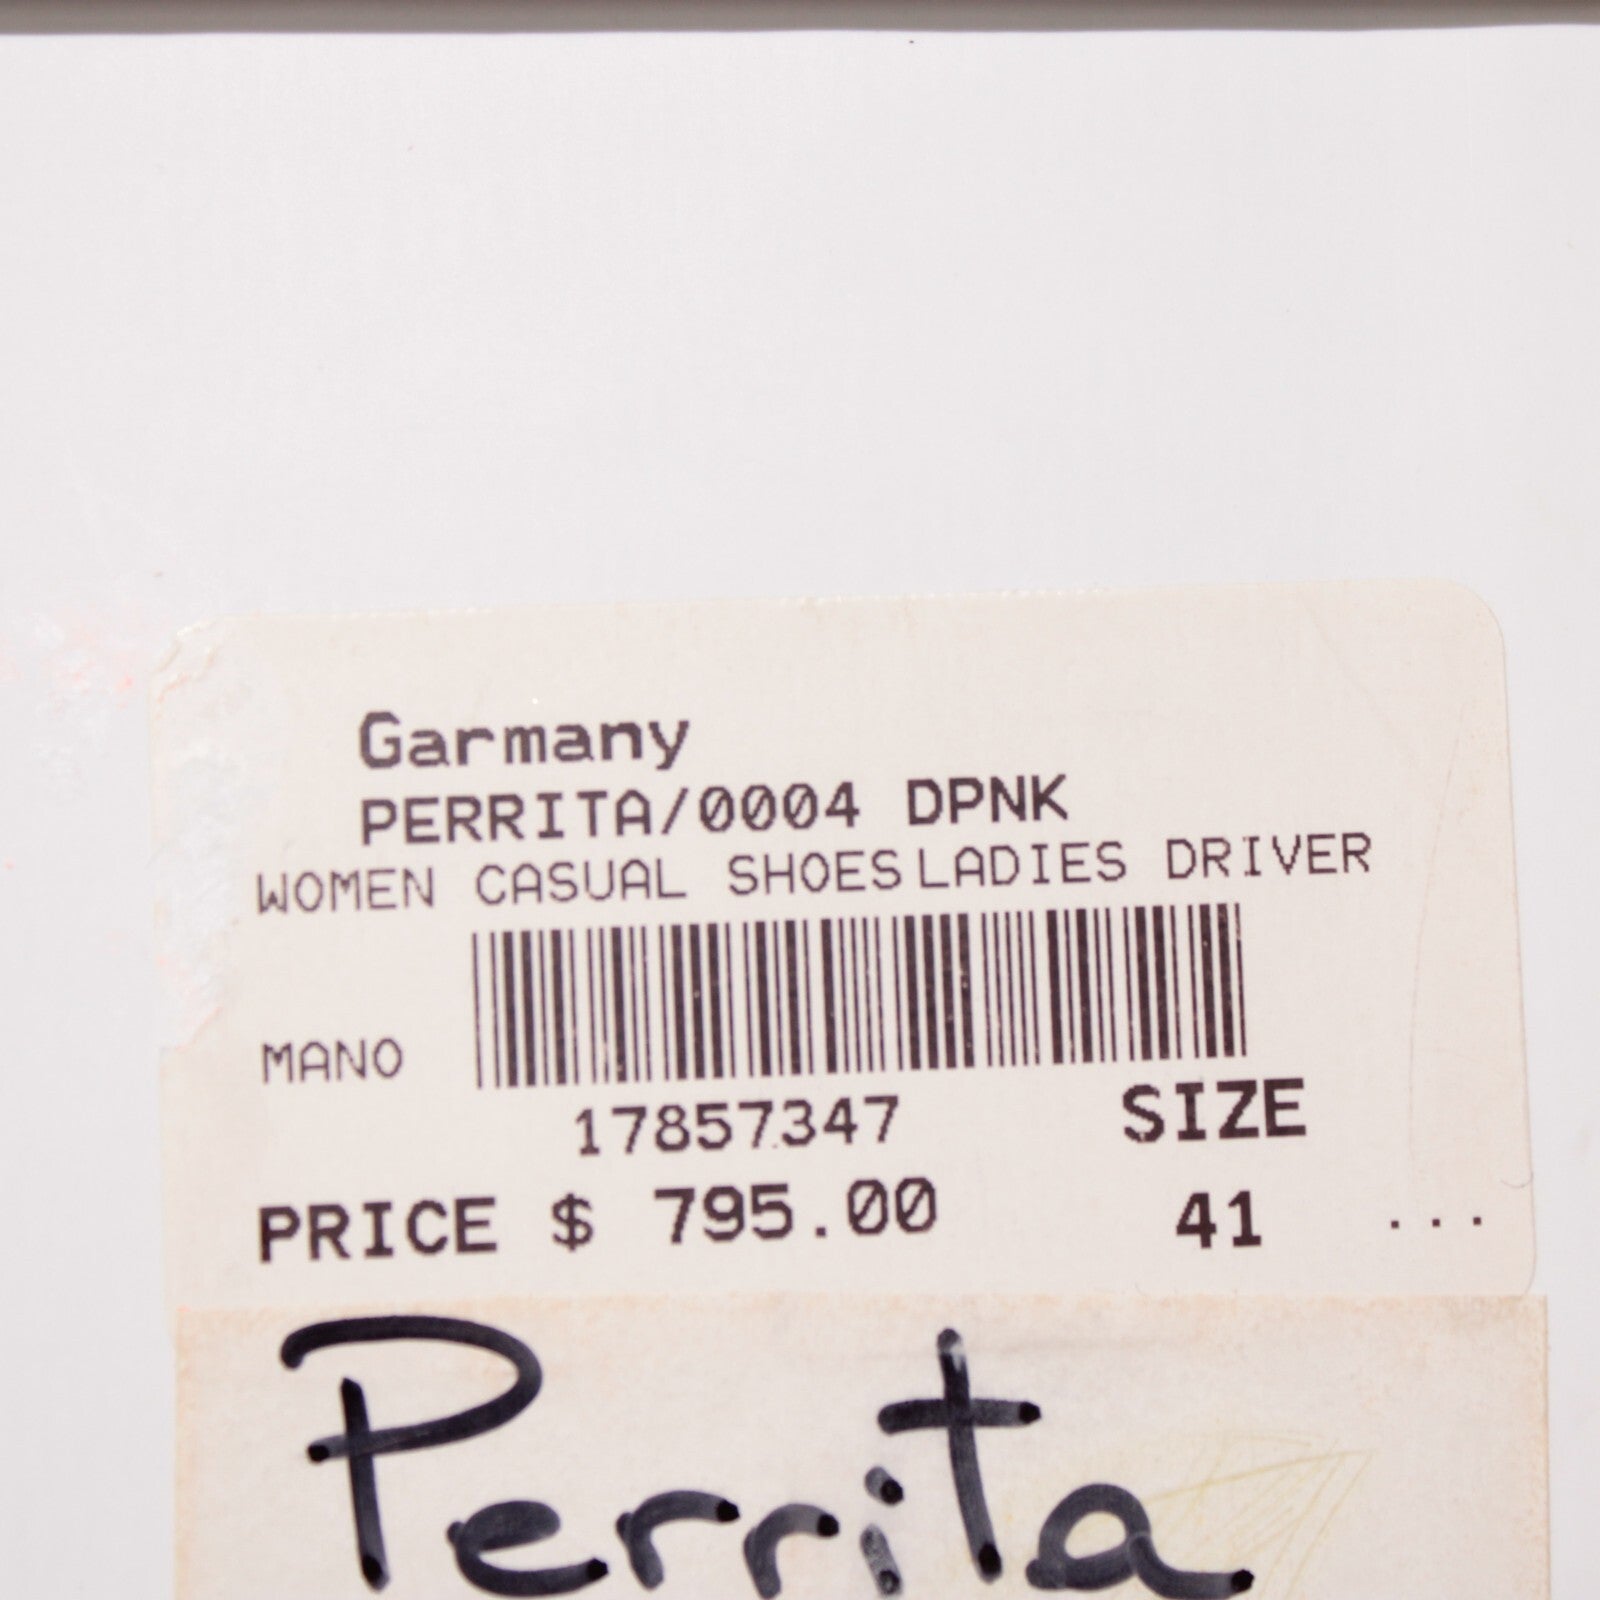 Garmany
PERRITA/0004 DPNK
WOMEN CASUAL SHOES LADIES DRIVER
MANO
17857347
SIZE
PRICE $ 795.00
41 ...
Perrita